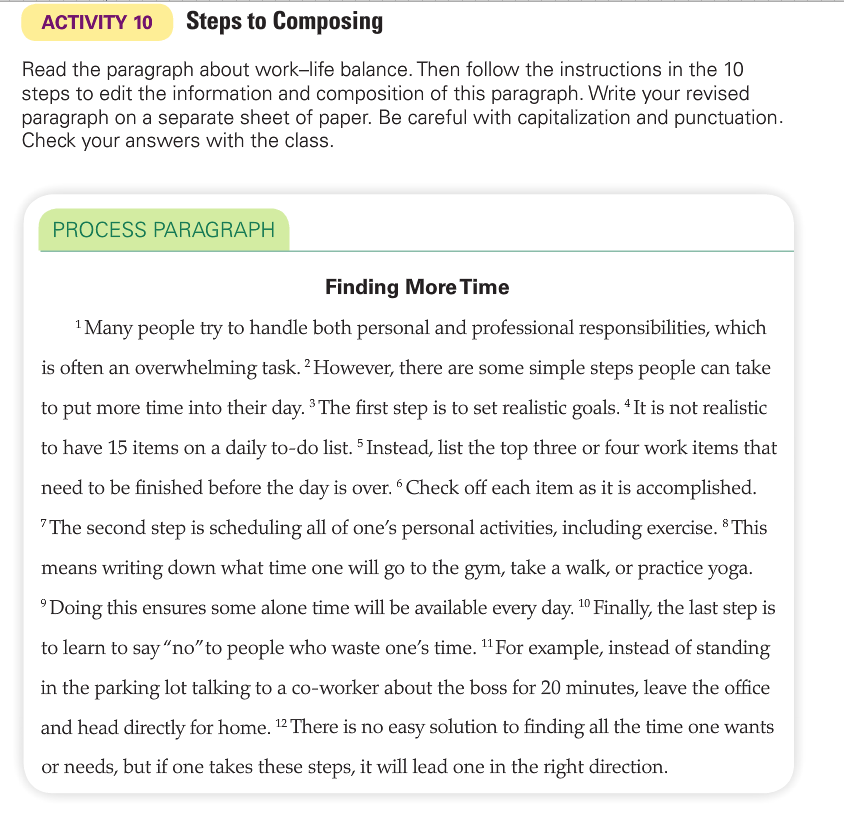 ACTIVITY 10 Steps to Composing
Read the paragraph about work–life balance. Then follow the instructions in the 10
steps to edit the information and composition of this paragraph. Write your revised
paragraph on a separate sheet of paper. Be careful with capitalization and punctuation.
Check your answers with the class.
PROCESS PARAGRAPH
Finding More Time
¹ Many people try to handle both personal and professional responsibilities, which
is often an overwhelming task. ² However, there are some simple steps people can take
to put more time into their day. ³ The first step is to set realistic goals. ⁴ It is not realistic
to have 15 items on a daily to-do list. ⁵ Instead, list the top three or four work items that
need to be finished before the day is over. ⁶ Check off each item as it is accomplished.
⁷ The second step is scheduling all of one’s personal activities, including exercise. ⁸ This
means writing down what time one will go to the gym, take a walk, or practice yoga.
⁹ Doing this ensures some alone time will be available every day. ¹⁰ Finally, the last step is
to learn to say “no” to people who waste one’s time. ¹¹ For example, instead of standing
in the parking lot talking to a co-worker about the boss for 20 minutes, leave the office
and head directly for home. ¹² There is no easy solution to finding all the time one wants
or needs, but if one takes these steps, it will lead one in the right direction.